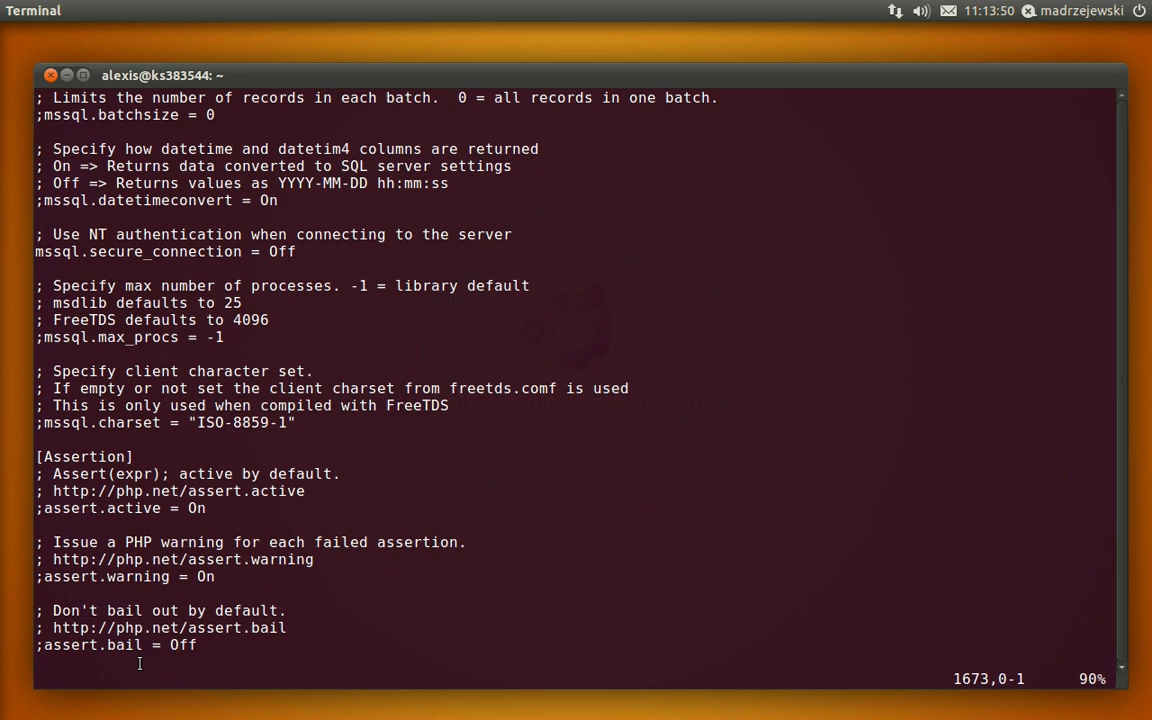 Terminal
11:13:50 madrzejewski
alexis@ks383544: ~
; Limits the number of records in each batch.  0 = all records in one batch.
;mssql.batchsize = 0
; Specify how datetime and datetim4 columns are returned
; On => Returns data converted to SQL server settings
; Off => Returns values as YYYY-MM-DD hh:mm:ss
;mssql.datetimeconvert = On
; Use NT authentication when connecting to the server
mssql.secure_connection = Off
; Specify max number of processes. -1 = library default
; msdlib defaults to 25
; FreeTDS defaults to 4096
;mssql.max_procs = -1
; Specify client character set.
; If empty or not set the client charset from freetds.comf is used
; This is only used when compiled with FreeTDS
;mssql.charset = "ISO-8859-1"
[Assertion]
; Assert(expr); active by default.
; http://php.net/assert.active
;assert.active = On
; Issue a PHP warning for each failed assertion.
; http://php.net/assert.warning
;assert.warning = On
; Don't bail out by default.
; http://php.net/assert.bail
;assert.bail = Off
1673,0-1 90%